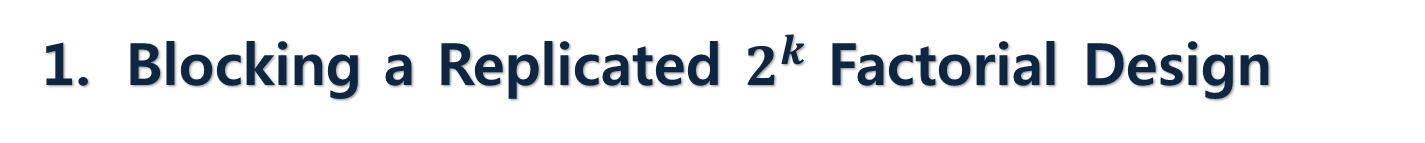 1. Blocking a Replicated 2^k Factorial Design